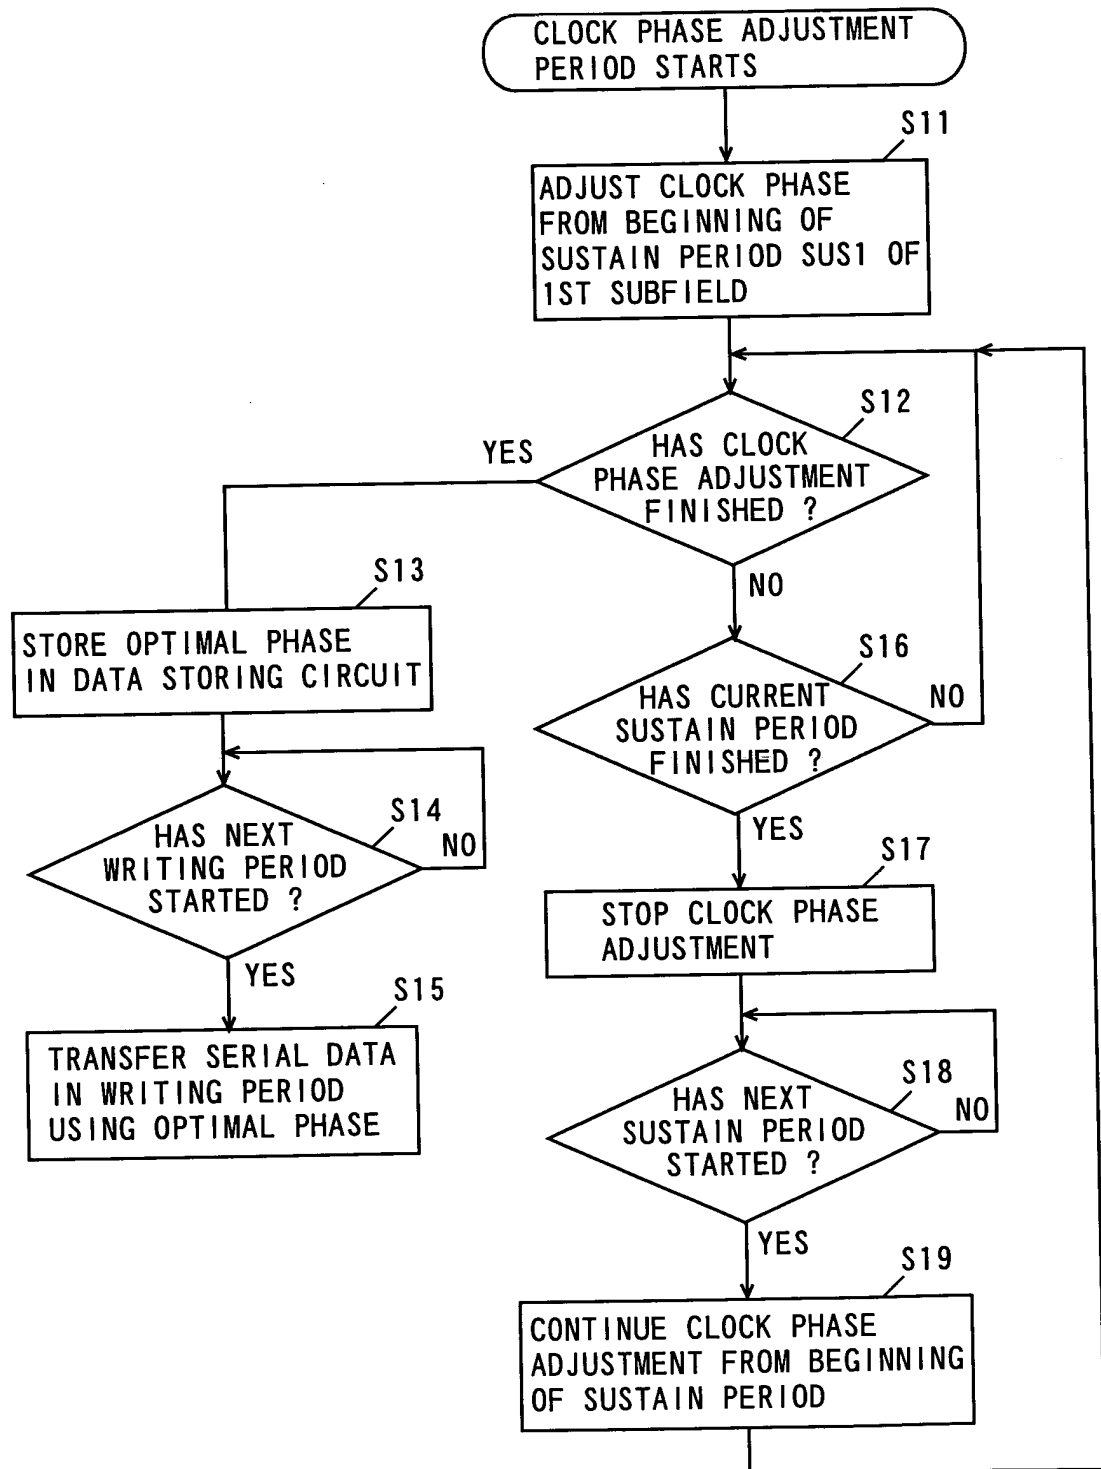 CLOCK PHASE ADJUSTMENT
PERIOD STARTS
S11
ADJUST CLOCK PHASE
FROM BEGINNING OF
SUSTAIN PERIOD SUS1 OF
1ST SUBFIELD
S12
HAS CLOCK
PHASE ADJUSTMENT
FINISHED ?
YES
NO
S13
STORE OPTIMAL PHASE
IN DATA STORING CIRCUIT
S14
HAS NEXT
WRITING PERIOD
STARTED ?
NO
YES
S15
TRANSFER SERIAL DATA
IN WRITING PERIOD
USING OPTIMAL PHASE
S16
HAS CURRENT
SUSTAIN PERIOD
FINISHED ?
NO
YES
S17
STOP CLOCK PHASE
ADJUSTMENT
S18
HAS NEXT
SUSTAIN PERIOD
STARTED ?
NO
YES
S19
CONTINUE CLOCK PHASE
ADJUSTMENT FROM BEGINNING
OF SUSTAIN PERIOD